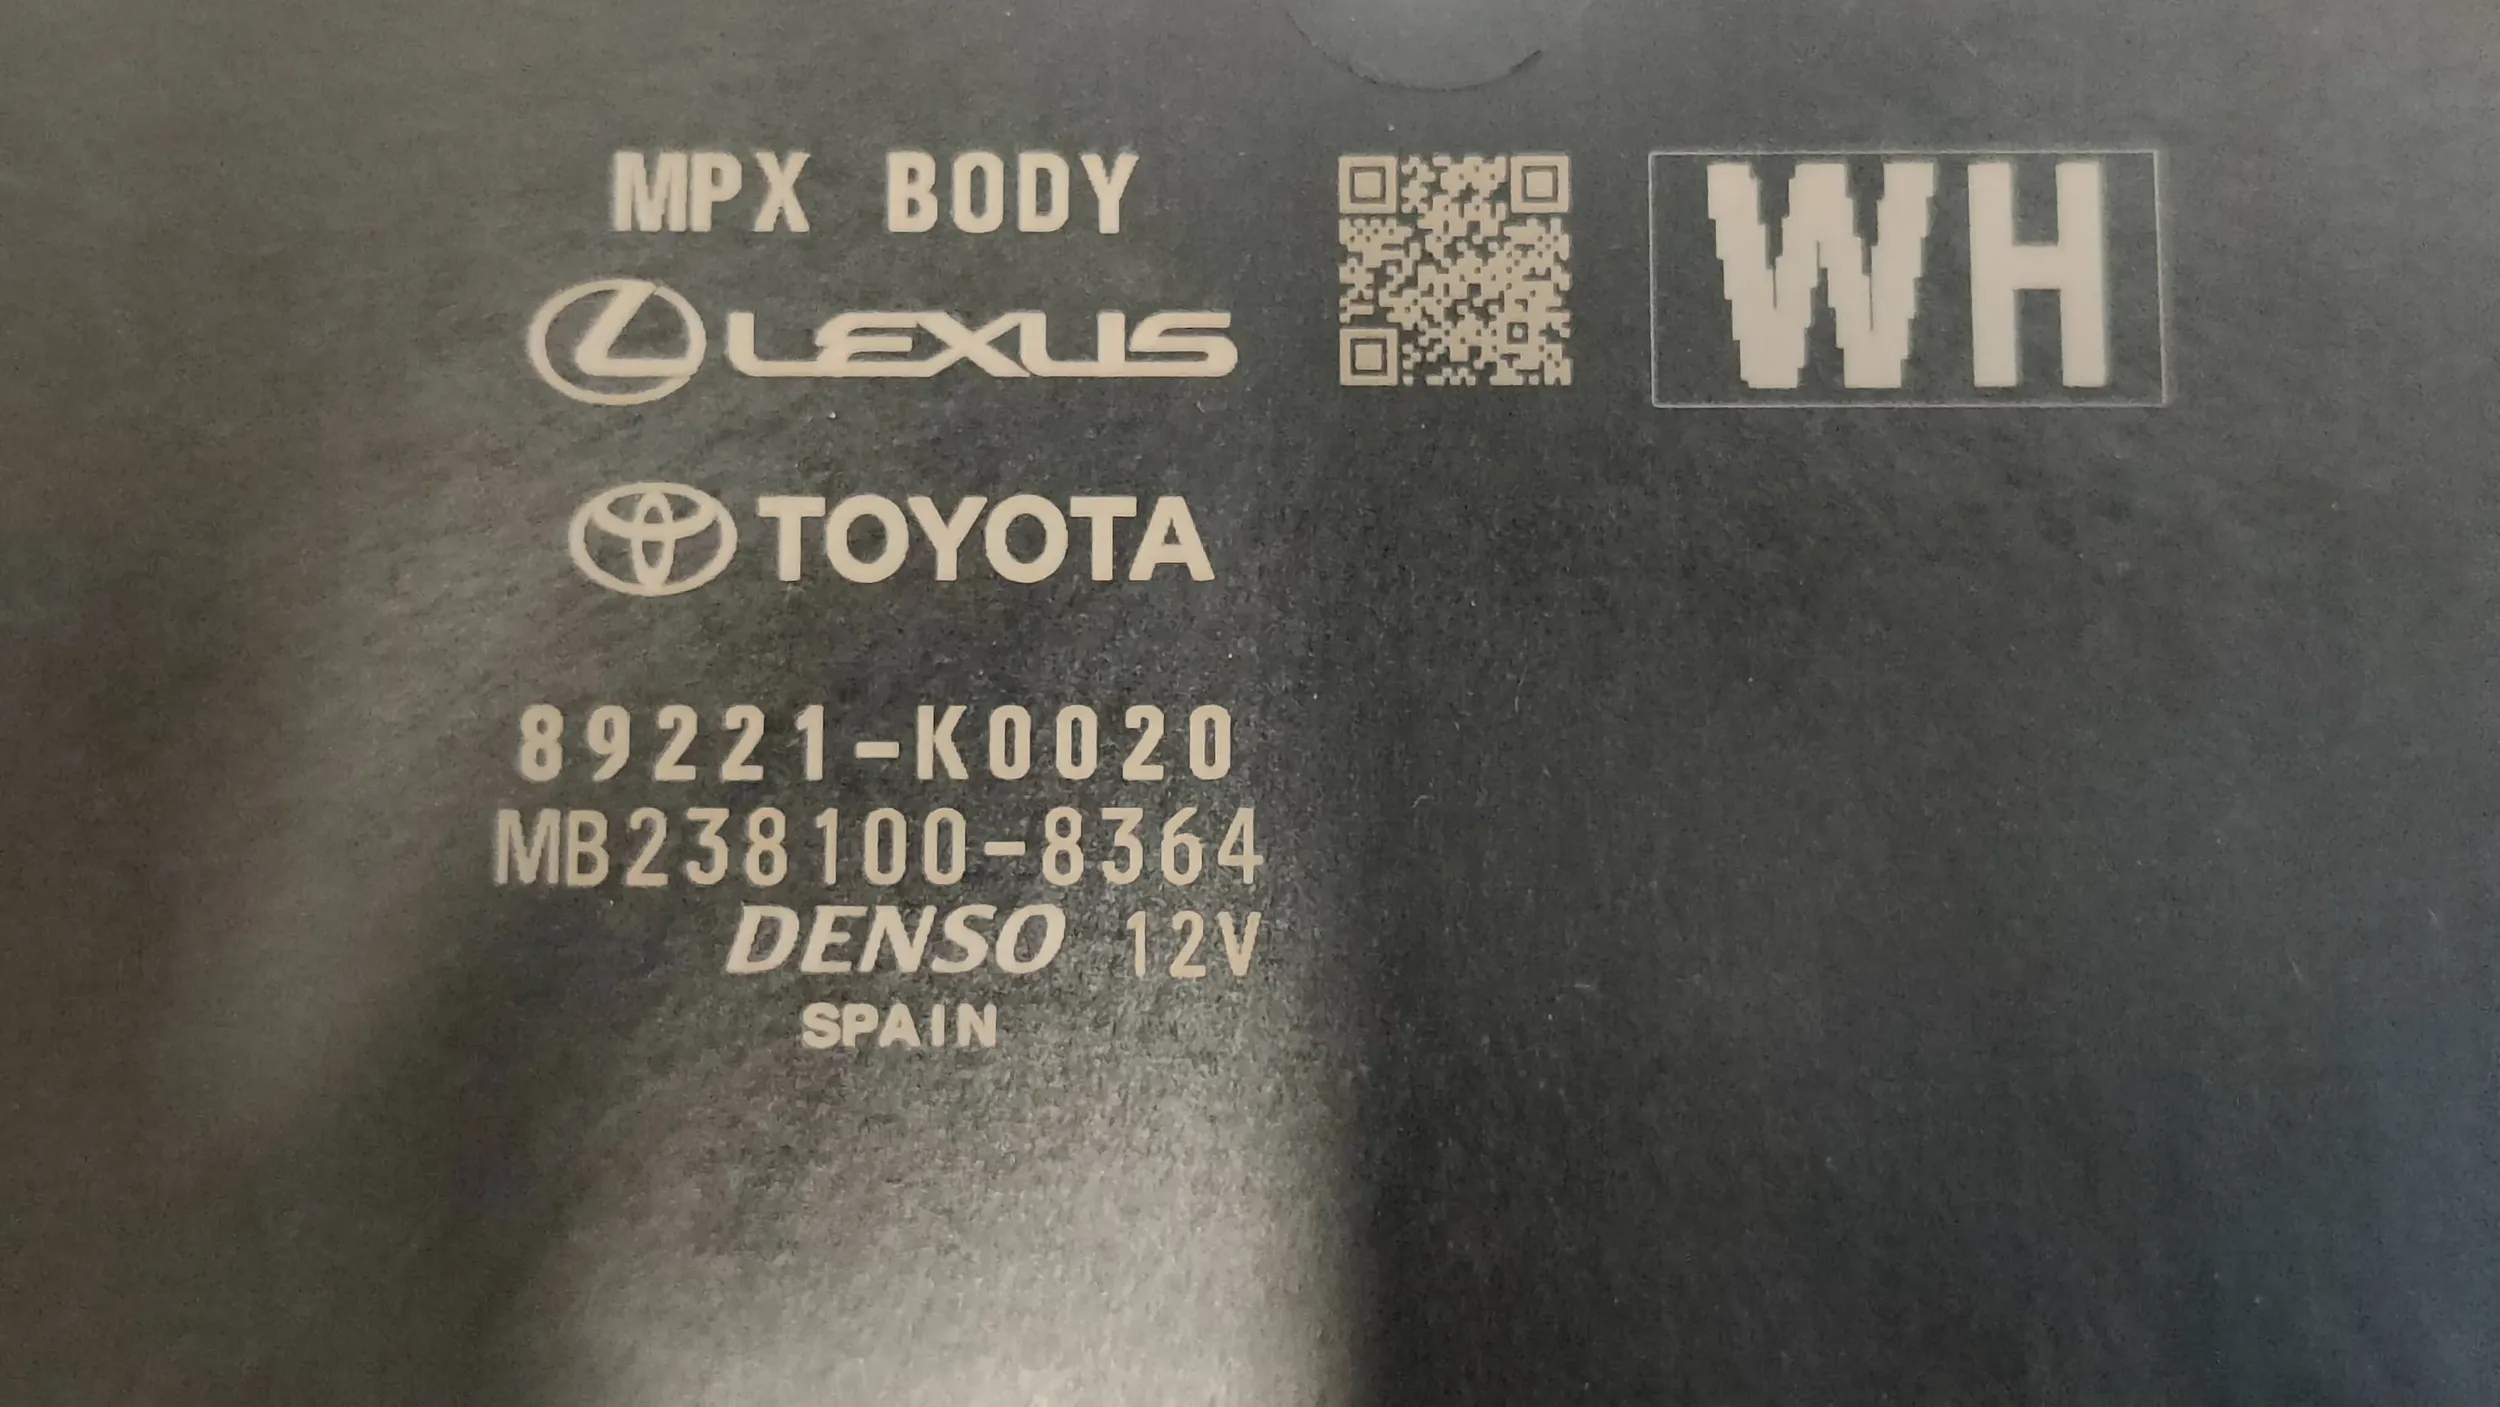 MPX BODY
LEXUS
WH
TOYOTA
89221-K0020
MB238100-8364
DENSO 12V
SPAIN